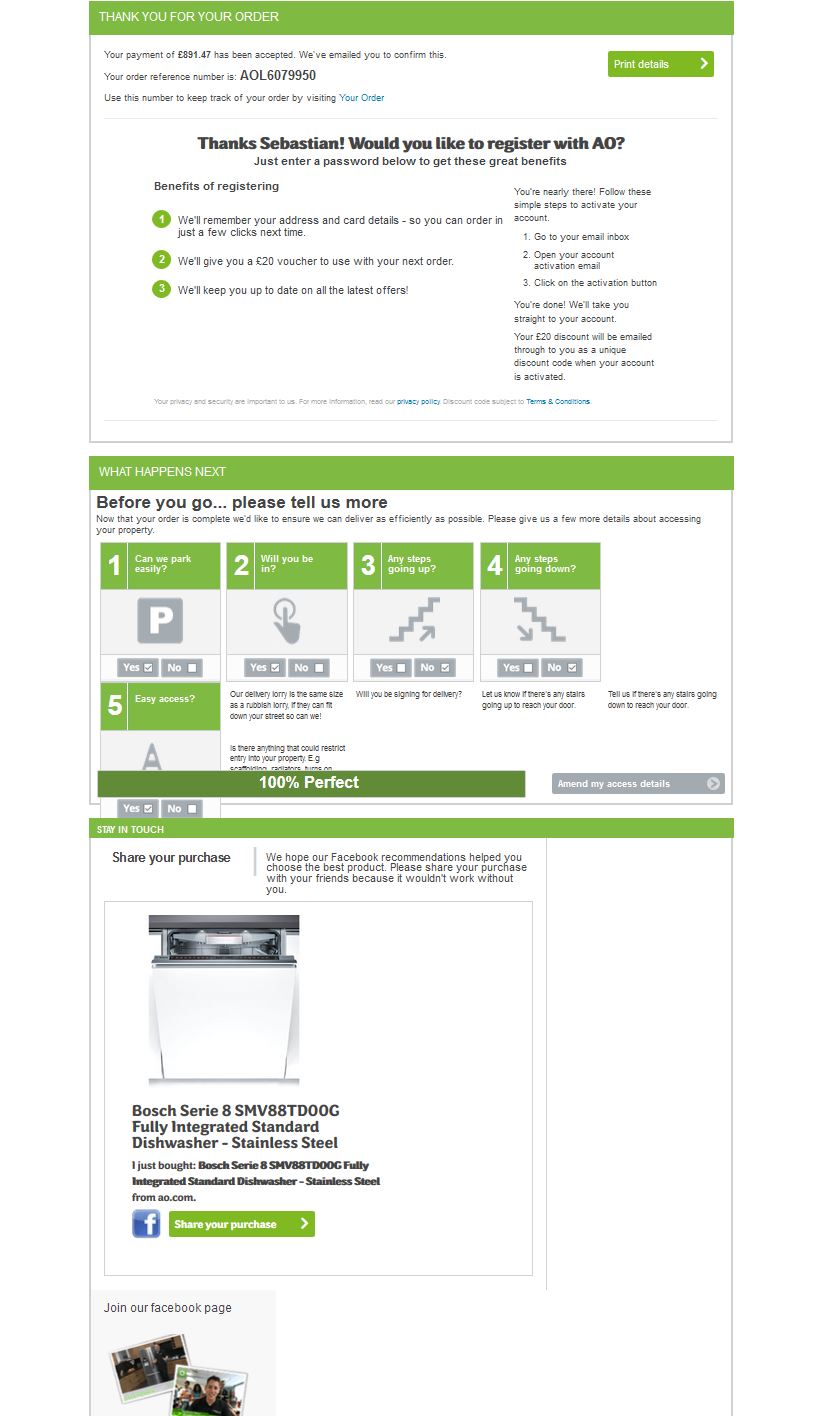 THANK YOU FOR YOUR ORDER
Your payment of £891.47 has been accepted. We've emailed you to confirm this.
Your order reference number is: AOL6079950
Use this number to keep track of your order by visiting Your Order
Print details
Thanks Sebastian! Would you like to register with AO?
Just enter a password below to get these great benefits
Benefits of registering
1 We'll remember your address and card details - so you can order in
just a few clicks next time.
2 We'll give you a £20 voucher to use with your next order.
3 We'll keep you up to date on all the latest offers!
You're nearly there! Follow these
simple steps to activate your
account.
1. Go to your email inbox
2. Open your account
activation email
3. Click on the activation button
You're done! We'll take you
straight to your account.
Your £20 discount will be emailed
through to you as a unique
discount code when your account
is activated.
Your privacy and security are important to us. For more information, read our privacy policy. Discount code subject to Terms & Conditions.
WHAT HAPPENS NEXT
Before you go... please tell us more
Now that your order is complete we'd like to ensure we can deliver as efficiently as possible. Please give us a few more details about accessing
your property.
1 Can we park
easily?
P
Yes No
2 Will you be
in?
Yes No
3 Any steps
going up?
Yes No
4 Any steps
going down?
Yes No
5 Easy access?
A
Yes No
Our delivery lorry is the same size
as a rubbish lorry, if they can fit
down your street so can we!
Will you be signing for delivery?
Let us know if there's any stairs
going up to reach your door.
Tell us if there's any stairs going
down to reach your door.
Is there anything that could restrict
entry into your property. E.g
scaffolding, radiators, turns on
100% Perfect
Amend my access details
STAY IN TOUCH
Share your purchase
We hope our Facebook recommendations helped you
choose the best product. Please share your purchase
with your friends because it wouldn't work without
you.
Bosch Serie 8 SMV88TD00G
Fully Integrated Standard
Dishwasher - Stainless Steel
I just bought: Bosch Serie 8 SMV88TD00G Fully
Integrated Standard Dishwasher - Stainless Steel
from ao.com.
f Share your purchase
Join our facebook page